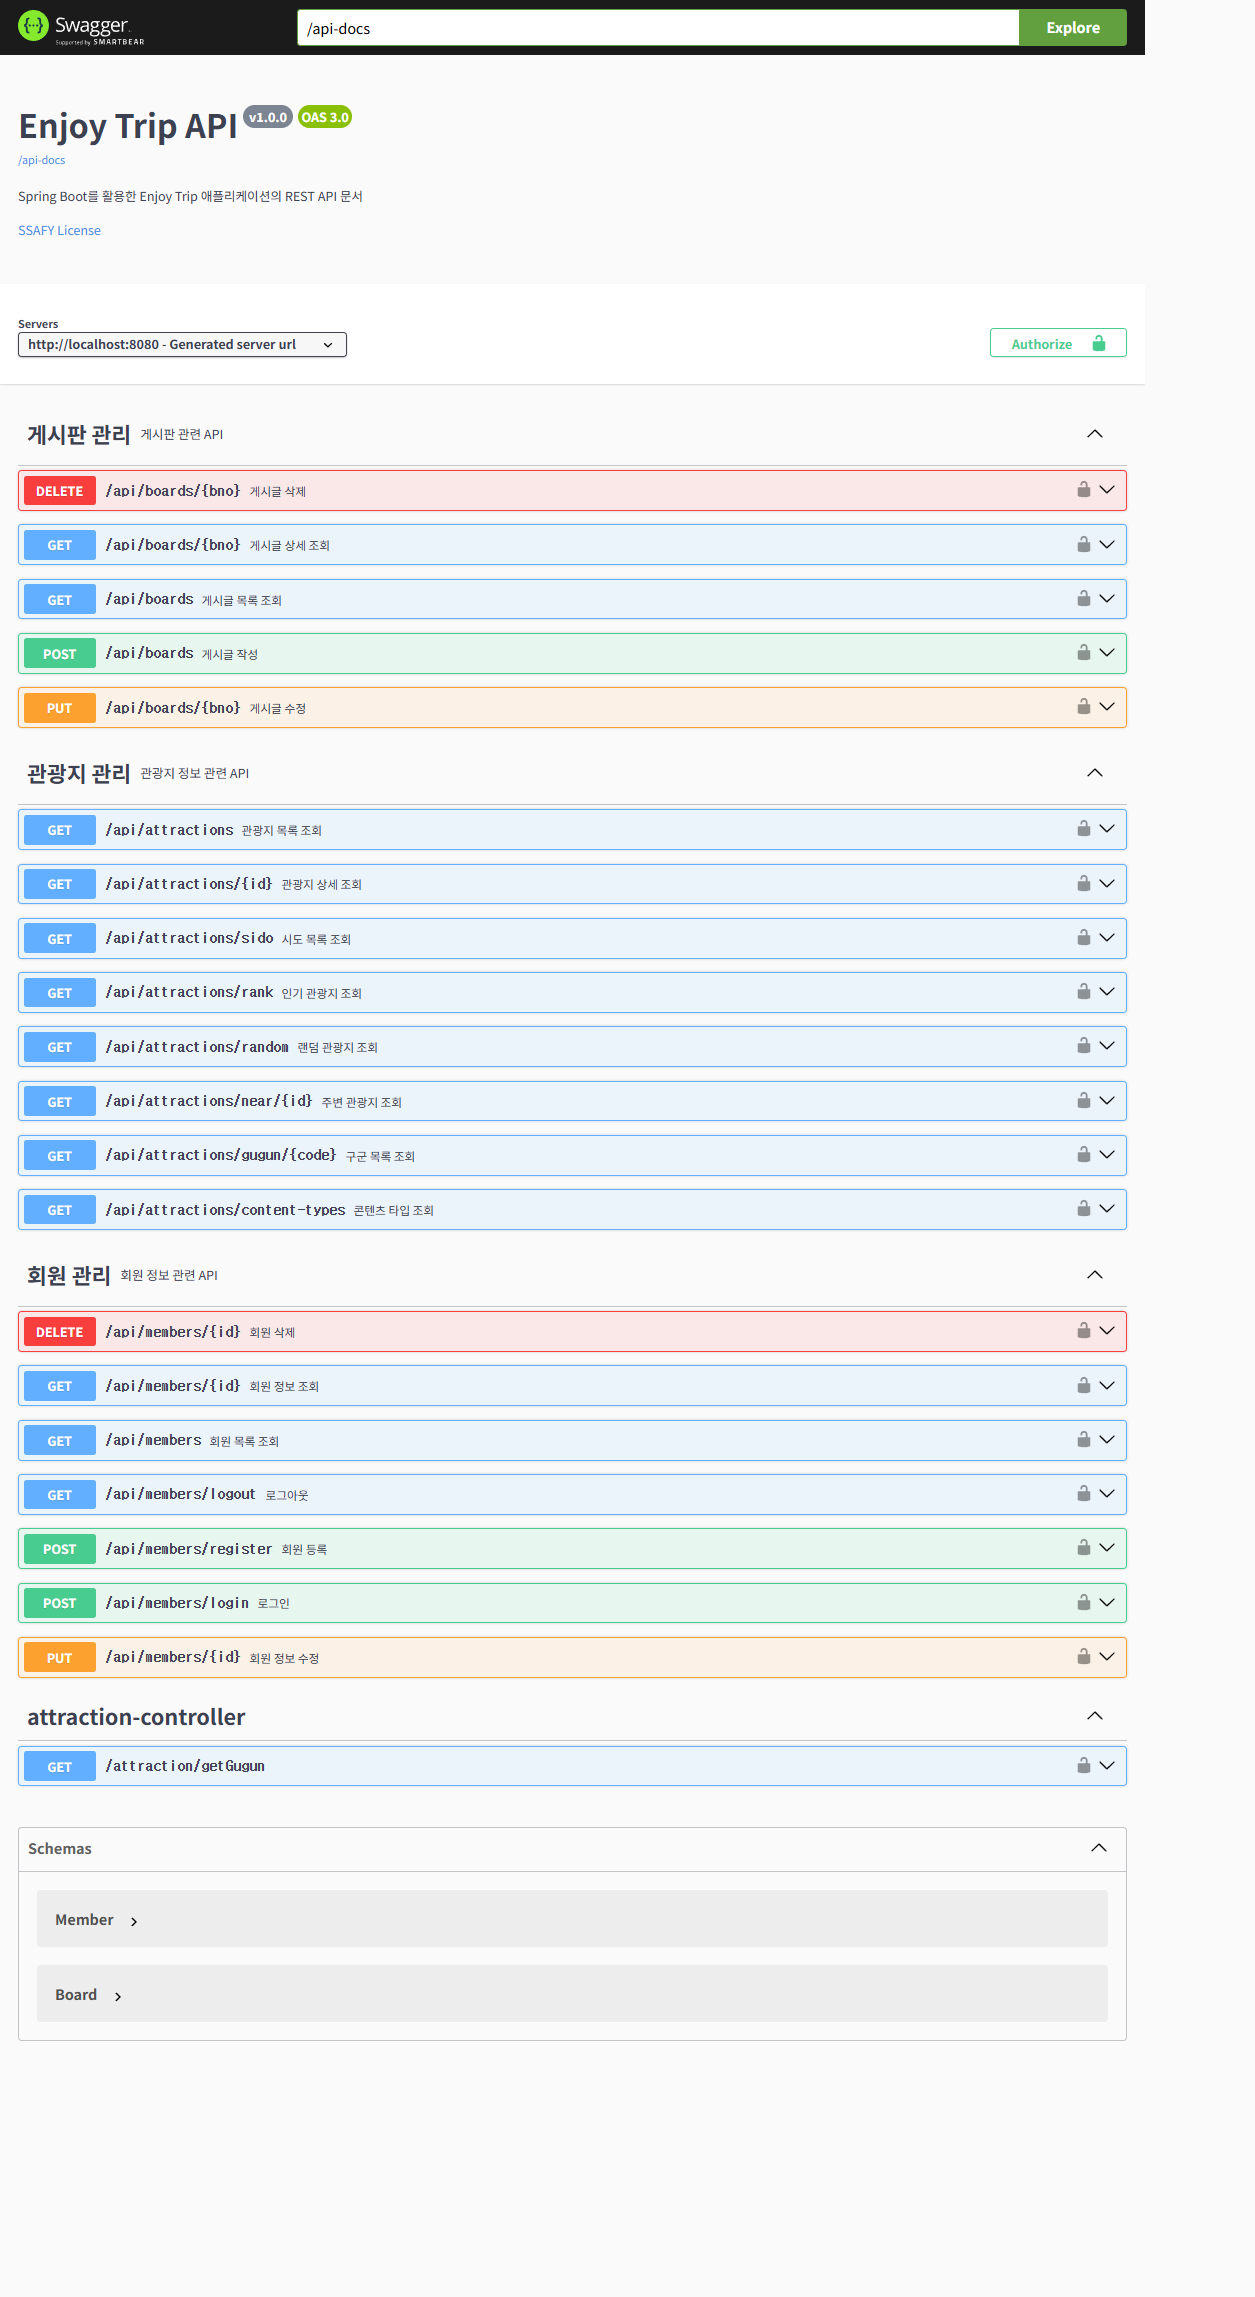 Swagger.
Supported by SMARTBEAR
/api-docs
Explore
Enjoy Trip API v1.0.0 OAS 3.0
/api-docs
Spring Boot를 활용한 Enjoy Trip 애플리케이션의 REST API 문서
SSAFY License
Servers
http://localhost:8080 - Generated server url
Authorize
게시판 관리 게시판 관련 API
DELETE /api/boards/{bno} 게시글 삭제
GET /api/boards/{bno} 게시글 상세 조회
GET /api/boards 게시글 목록 조회
POST /api/boards 게시글 작성
PUT /api/boards/{bno} 게시글 수정
관광지 관리 관광지 정보 관련 API
GET /api/attractions 관광지 목록 조회
GET /api/attractions/{id} 관광지 상세 조회
GET /api/attractions/sido 시도 목록 조회
GET /api/attractions/rank 인기 관광지 조회
GET /api/attractions/random 랜덤 관광지 조회
GET /api/attractions/near/{id} 주변 관광지 조회
GET /api/attractions/gugun/{code} 구군 목록 조회
GET /api/attractions/content-types 콘텐츠 타입 조회
회원 관리 회원 정보 관련 API
DELETE /api/members/{id} 회원 삭제
GET /api/members/{id} 회원 정보 조회
GET /api/members 회원 목록 조회
GET /api/members/logout 로그아웃
POST /api/members/register 회원 등록
POST /api/members/login 로그인
PUT /api/members/{id} 회원 정보 수정
attraction-controller
GET /attraction/getGugun
Schemas
Member
Board